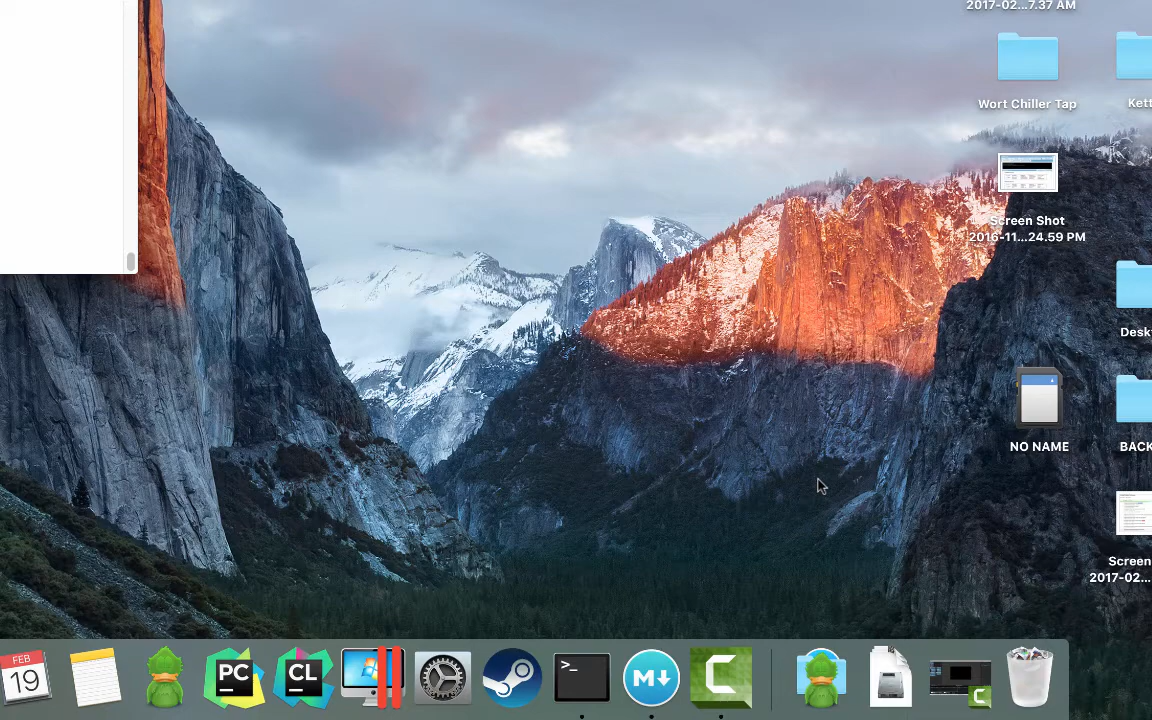 2017-02...7.37 AM
Wort Chiller Tap
Kett
Screen Shot
2016-11...24.59 PM
Desk
NO NAME
BACK
Screen
2017-02...
FEB
19
PC
CL
>_
M
C